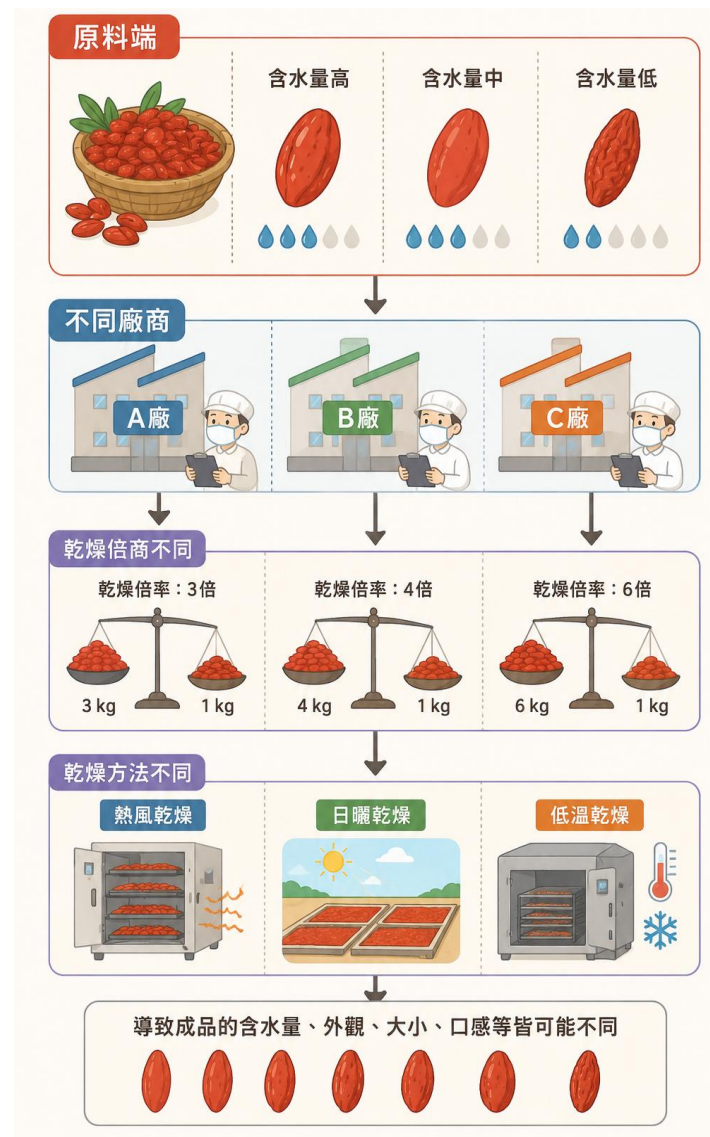 原料端
含水量高
含水量中
含水量低
不同廠商
A廠
B廠
C廠
乾燥倍商不同
乾燥倍率：3倍
乾燥倍率：4倍
乾燥倍率：6倍
3 kg
1 kg
4 kg
1 kg
6 kg
1 kg
乾燥方法不同
熱風乾燥
日曬乾燥
低溫乾燥
導致成品的含水量、外觀、大小、口感等皆可能不同